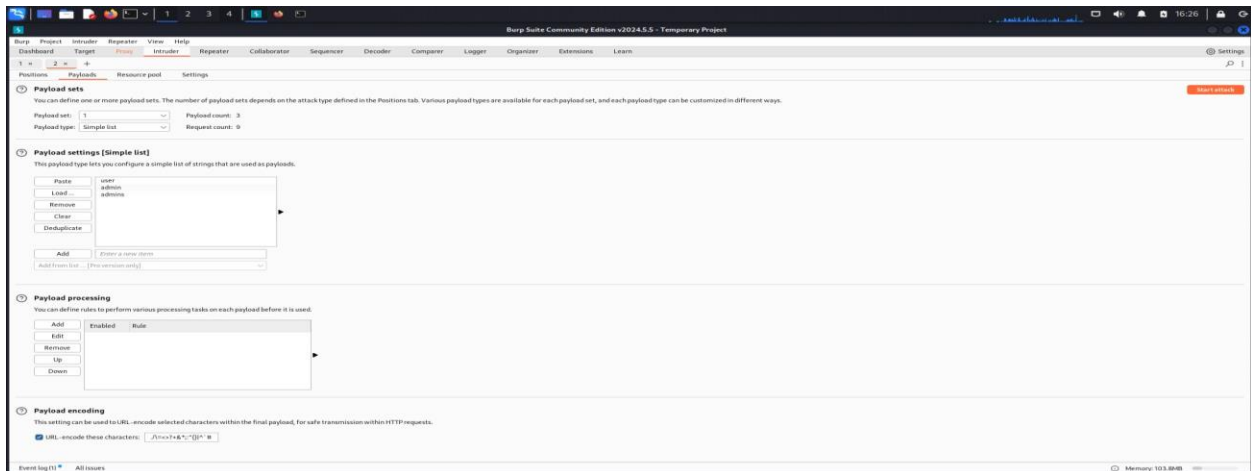 1 2 3 4
Burp Suite Community Edition v2024.5.5 - Temporary Project
16:26
Burp Project Intruder Repeater View Help
Dashboard Target Proxy Intruder Repeater Collaborator Sequencer Decoder Comparer Logger Organizer Extensions Learn Settings
1 × 2 × +
Positions Payloads Resource pool Settings
Payload sets
Start attack
You can define one or more payload sets. The number of payload sets depends on the attack type defined in the Positions tab. Various payload types are available for each payload set, and each payload type can be customized in different ways.
Payload set: 1 Payload count: 3
Payload type: Simple list Request count: 0
Payload settings [Simple list]
This payload type lets you configure a simple list of strings that are used as payloads.
Paste user
admin
Load ... admins
Remove
Clear
Deduplicate
Add Enter a new item
Add from list ... [Pro version only]
Payload processing
You can define rules to perform various processing tasks on each payload before it is used.
Add Enabled Rule
Edit
Remove
Up
Down
Payload encoding
This setting can be used to URL-encode selected characters within the final payload, for safe transmission within HTTP requests.
URL-encode these characters:
Event log (1) All issues Memory: 103.8MB